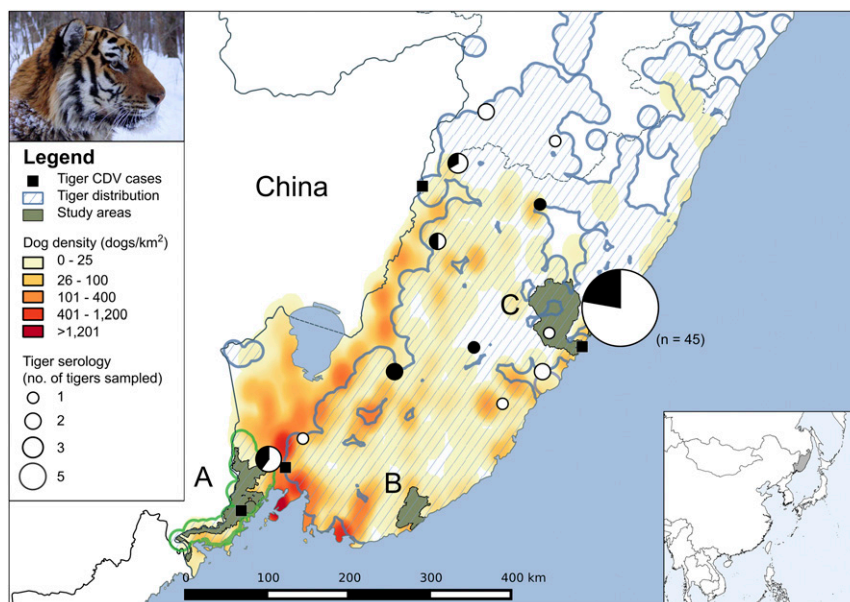 Legend
Tiger CDV cases
Tiger distribution
Study areas
Dog density (dogs/km²)
0 - 25
26 - 100
101 - 400
401 - 1,200
>1,201
Tiger serology
(no. of tigers sampled)
1
2
3
5
China
C
(n = 45)
A
B
0 100 200 300 400 km